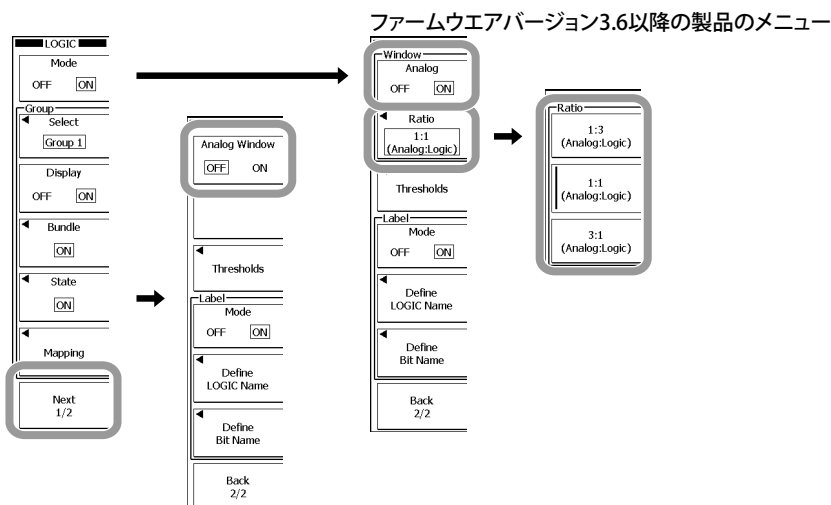 ファームウエアバージョン3.6以降の製品のメニュー
LOGIC
Mode
OFF ON
Group
Select
Group 1
Display
OFF ON
Bundle
ON
State
ON
Mapping
Next
1/2
Analog Window
OFF ON
Thresholds
Label
Mode
OFF ON
Define
LOGIC Name
Define
Bit Name
Back
2/2
Window
Analog
OFF ON
Ratio
1:1
(Analog:Logic)
Thresholds
Label
Mode
OFF ON
Define
LOGIC Name
Define
Bit Name
Back
2/2
Ratio
1:3
(Analog:Logic)
1:1
(Analog:Logic)
3:1
(Analog:Logic)